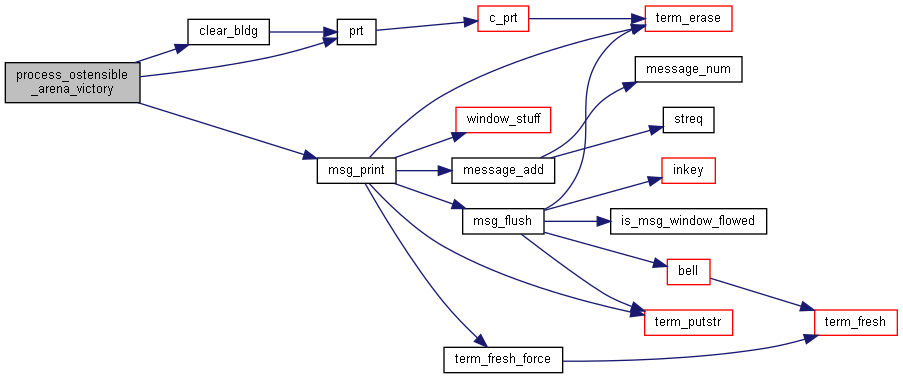 process_ostensible
_arena_victory
clear_bldg
prt
c_prt
term_erase
message_num
window_stuff
streq
msg_print
message_add
inkey
msg_flush
is_msg_window_flowed
bell
term_putstr
term_fresh
term_fresh_force